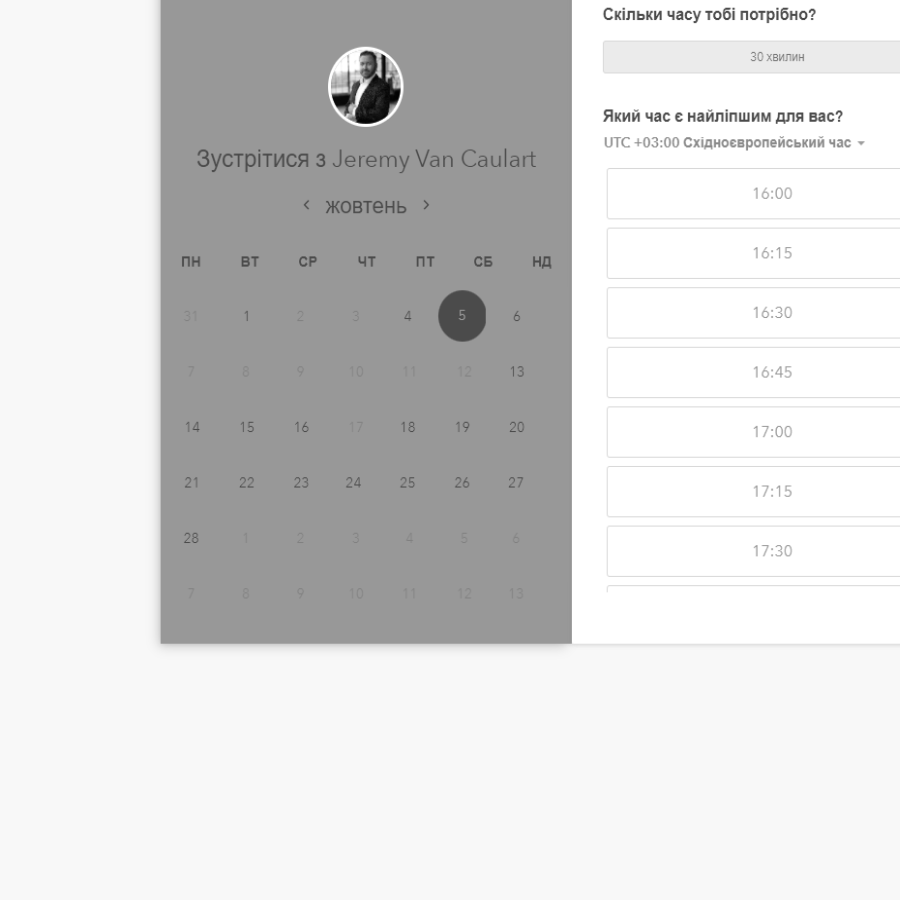 Зустрітися з Jeremy Van Caulart
жовтень
ПН ВТ СР ЧТ ПТ СБ НД
31 1 2 3 4 5 6
7 8 9 10 11 12 13
14 15 16 17 18 19 20
21 22 23 24 25 26 27
28 1 2 3 4 5 6
7 8 9 10 11 12 13
Скільки часу тобі потрібно?
30 хвилин
Який час є найліпшим для вас?
UTC +03:00 Східноєвропейський час
16:00
16:15
16:30
16:45
17:00
17:15
17:30